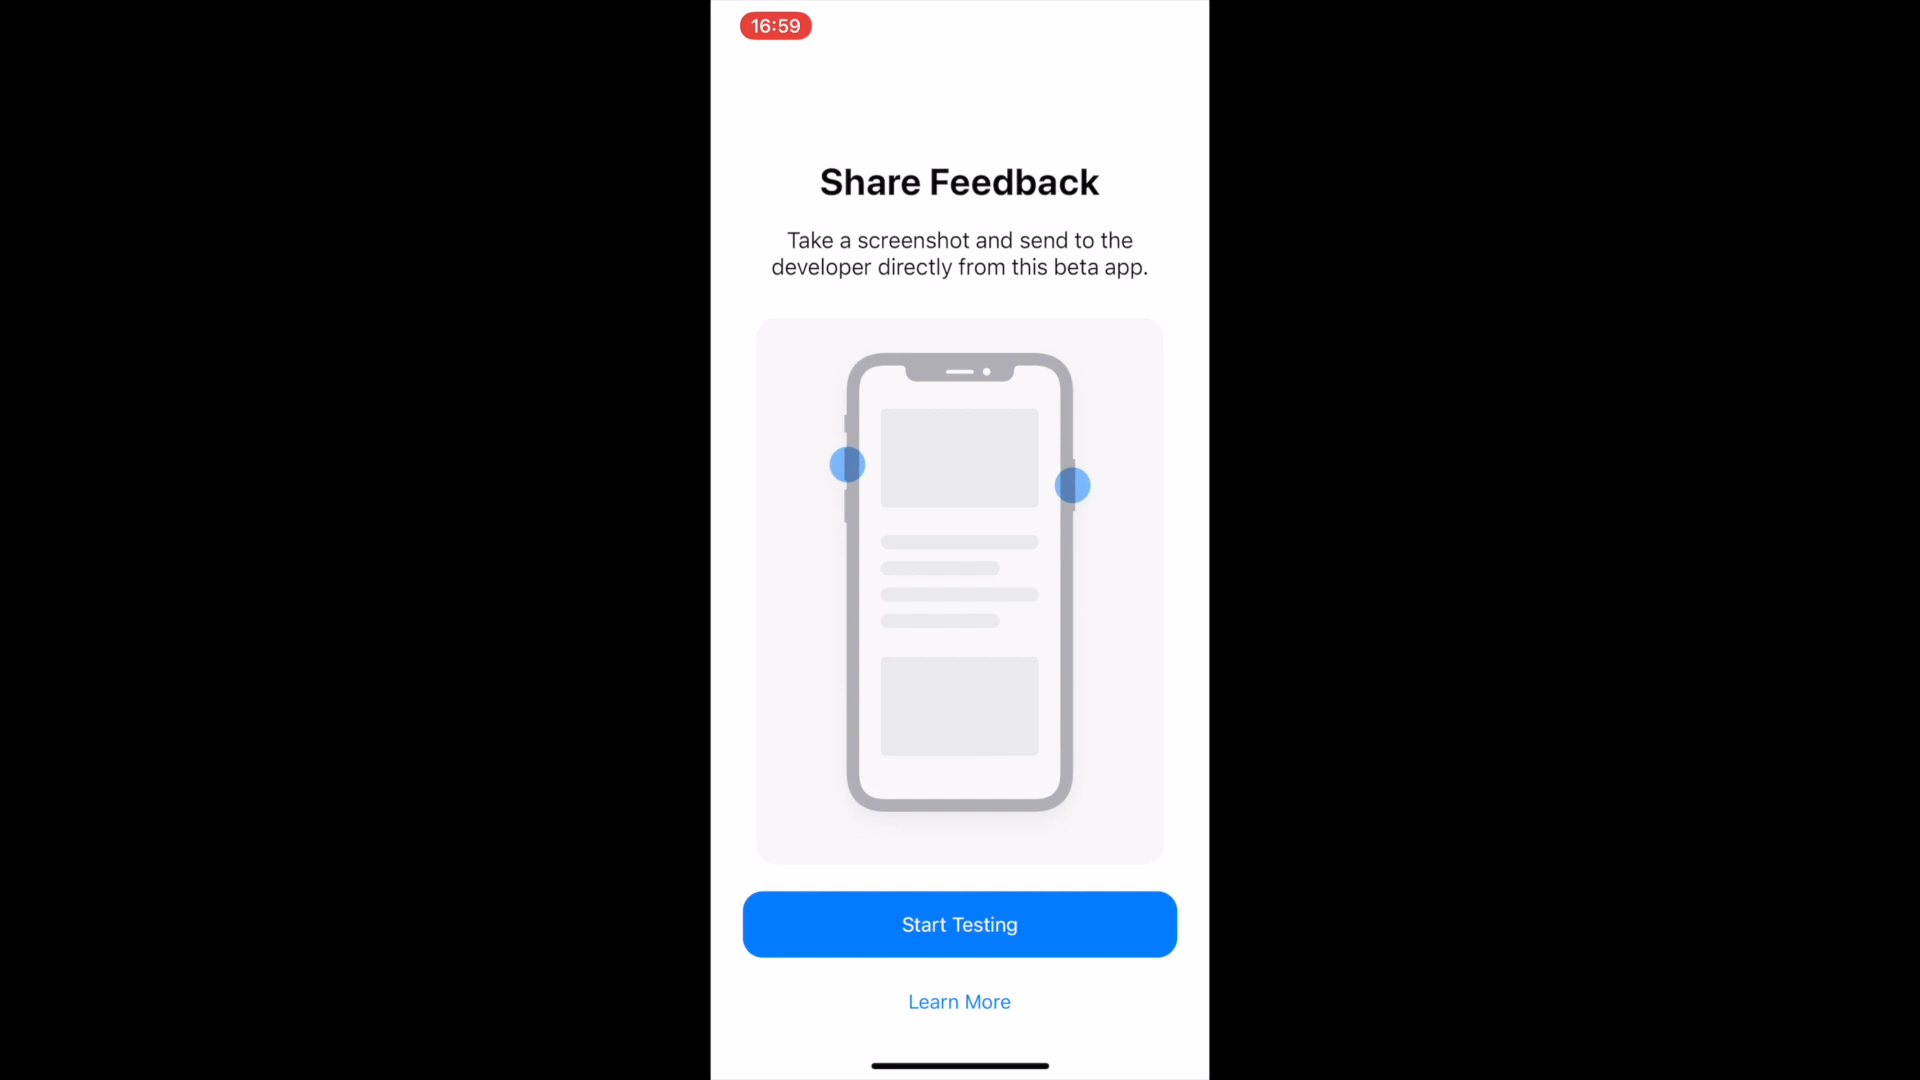 16:59
Share Feedback
Take a screenshot and send to the
developer directly from this beta app.
Start Testing
Learn More